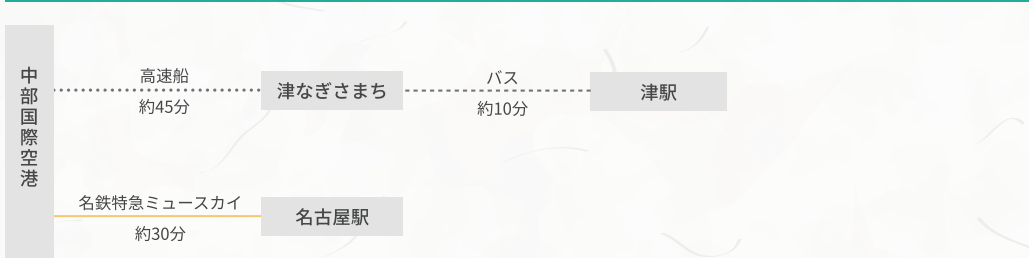 中部国際空港
高速船
約45分
津なぎさまち
バス
約10分
津駅
名鉄特急ミュースカイ
約30分
名古屋駅